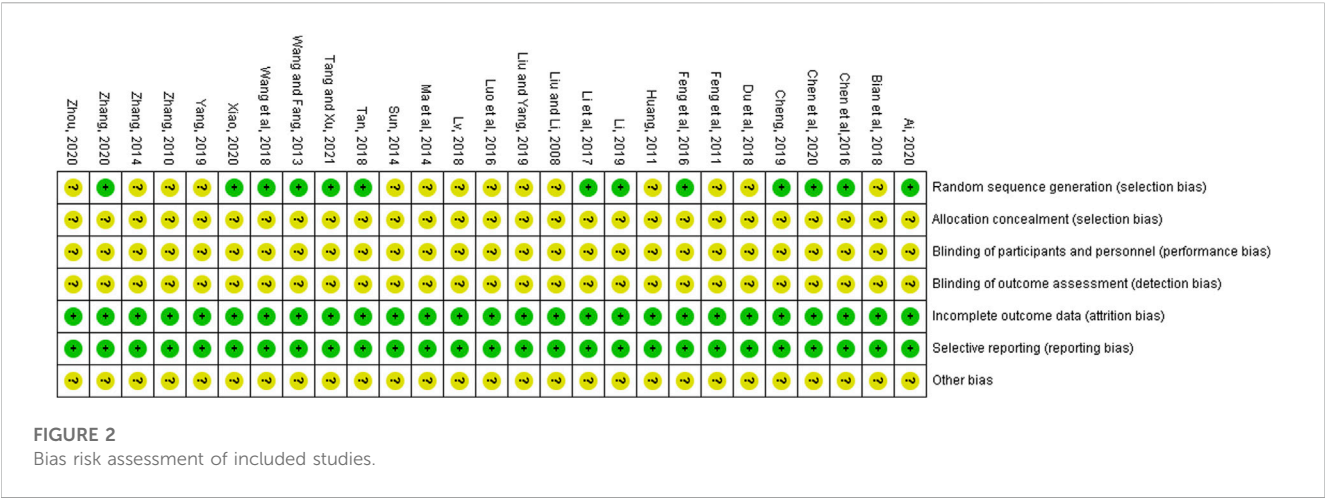 Zhou, 2020
Zhang, 2020
Zhang, 2014
Zhang, 2010
Yang, 2019
Xiao, 2020
Wang et al, 2018
Wang and Fang, 2013
Tang and Xu, 2021
Tan, 2018
Sun, 2014
Ma et al, 2014
Lv, 2018
Luo et al, 2016
Liu and Yang, 2019
Liu and Li, 2008
Li et al, 2017
Li, 2019
Huang, 2011
Feng et al, 2016
Feng et al, 2011
Du et al, 2018
Cheng, 2019
Chen et al, 2020
Chen et al,2016
Bian et al, 2018
Ai, 2020
? + ? ? ? + + + + + ? ? ? ? ? ? + + ? + ? ? + + + ? + Random sequence generation (selection bias)
? ? ? ? ? ? ? ? ? ? ? ? ? ? ? ? ? ? ? ? ? ? ? ? ? ? ? Allocation concealment (selection bias)
? ? ? ? ? ? ? ? ? ? ? ? ? ? ? ? ? ? ? ? ? ? ? ? ? ? ? Blinding of participants and personnel (performance bias)
? ? ? ? ? ? ? ? ? ? ? ? ? ? ? ? ? ? ? ? ? ? ? ? ? ? ? Blinding of outcome assessment (detection bias)
+ + + + + + + + + + + + + + + + + + + + + + + + + + + Incomplete outcome data (attrition bias)
+ + + + + + + + + + + + + + + + + + + + + + + + + + + Selective reporting (reporting bias)
? ? ? ? ? ? ? ? ? ? ? ? ? ? ? ? ? ? ? ? ? ? ? ? ? ? ? Other bias
FIGURE 2
Bias risk assessment of included studies.